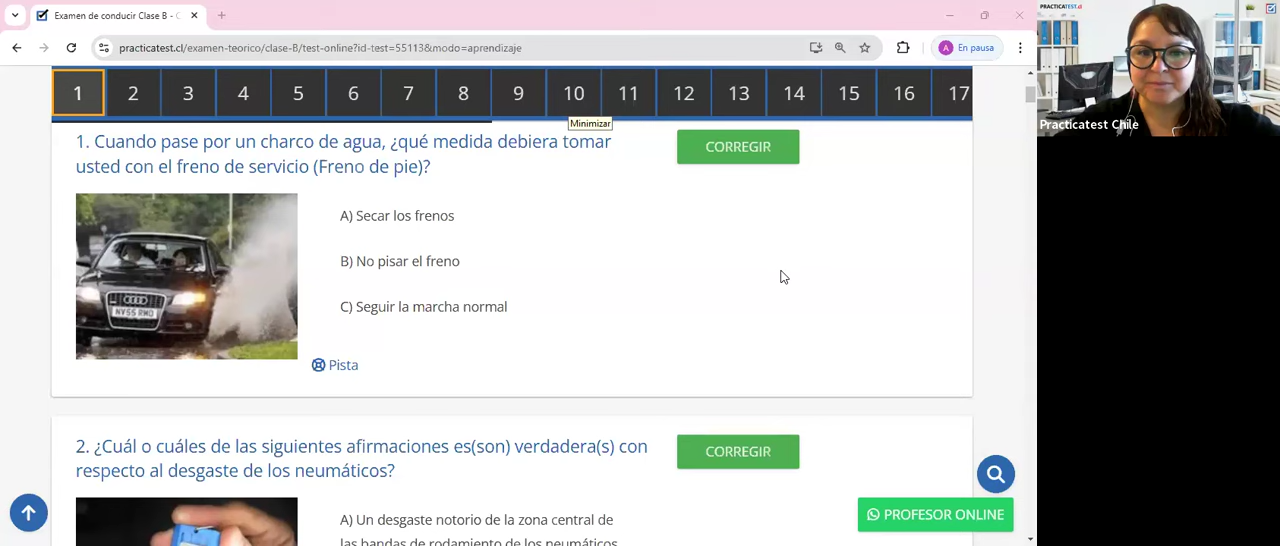 Examen de conducir Clase B - C
practicatest.cl/examen-teorico/clase-B/test-online?id-test=55113&modo=aprendizaje
A
En pausa
PRACTICATEST.cl
Practicatest Chile
1 2 3 4 5 6 7 8 9 10 11 12 13 14 15 16 17
Minimizar
1. Cuando pase por un charco de agua, ¿qué medida debiera tomar
usted con el freno de servicio (Freno de pie)?
CORREGIR
NV55 RMO
A) Secar los frenos
B) No pisar el freno
C) Seguir la marcha normal
Pista
2. ¿Cuál o cuáles de las siguientes afirmaciones es(son) verdadera(s) con
respecto al desgaste de los neumáticos?
CORREGIR
A) Un desgaste notorio de la zona central de
las bandas de rodamiento de los neumáticos
PROFESOR ONLINE